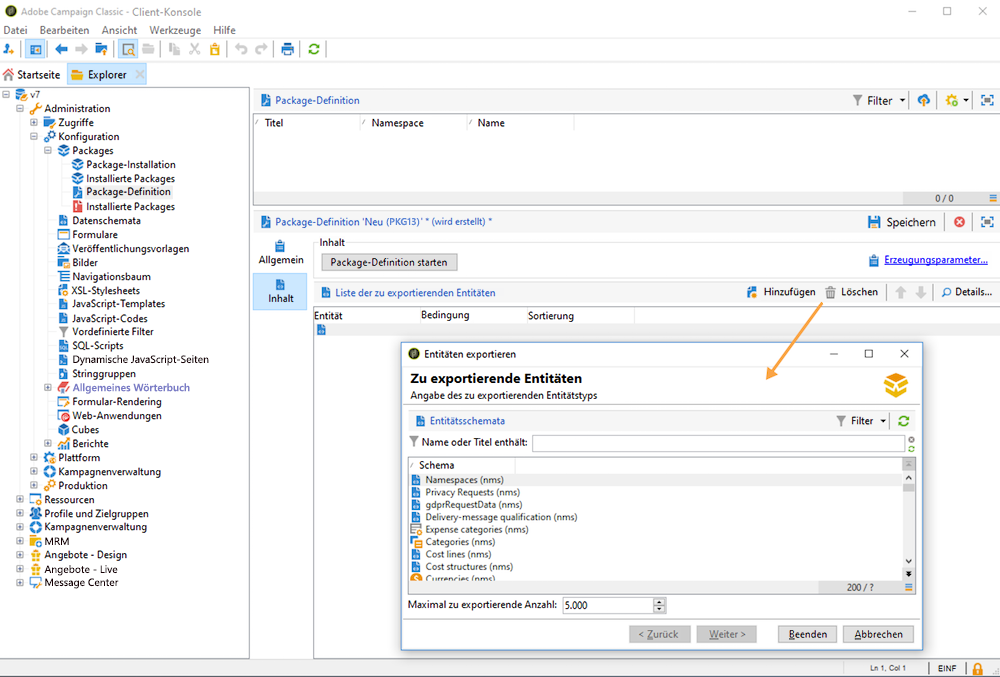 Adobe Campaign Classic - Client-Konsole
Datei Bearbeiten Ansicht Werkzeuge Hilfe
Startseite Explorer
v7
Administration
Zugriffe
Konfiguration
Packages
Package-Installation
Installierte Packages
Package-Definition
Installierte Packages
Datenschemata
Formulare
Veröffentlichungsvorlagen
Bilder
Navigationsbaum
XSL-Stylesheets
JavaScript-Templates
JavaScript-Codes
Vordefinierte Filter
SQL-Scripts
Dynamische JavaScript-Seiten
Stringgruppen
Allgemeines Wörterbuch
Formular-Rendering
Web-Anwendungen
Cubes
Berichte
Plattform
Kampagnenverwaltung
Produktion
Ressourcen
Profile und Zielgruppen
Kampagnenverwaltung
MRM
Angebote - Design
Angebote - Live
Message Center
Package-Definition Filter
Titel Namespace Name
0 / 0
Package-Definition 'Neu (PKG13)' * (wird erstellt) * Speichern
Allgemein
Inhalt
Inhalt
Package-Definition starten Erzeugungsparameter...
Liste der zu exportierenden Entitäten Hinzufügen Löschen Details...
Entität Bedingung Sortierung
Entitäten exportieren
Zu exportierende Entitäten
Angabe des zu exportierenden Entitätstyps
Entitätsschemata Filter
Name oder Titel enthält:
Schema
Namespaces (nms)
Privacy Requests (nms)
gdprRequestData (nms)
Delivery-message qualification (nms)
Expense categories (nms)
Categories (nms)
Cost lines (nms)
Cost structures (nms)
Currencies (nms)
200 / ?
Maximal zu exportierende Anzahl: 5.000
< Zurück Weiter > Beenden Abbrechen
Ln 1, Col 1 EINF